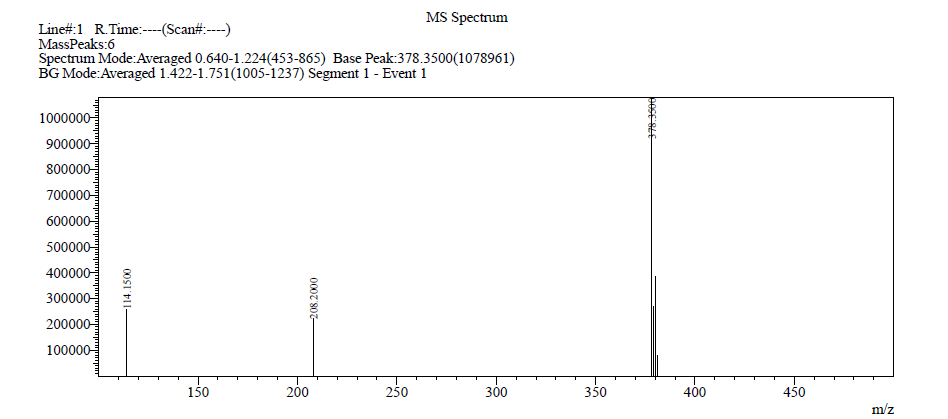 MS Spectrum
Line#:1 R.Time:----(Scan#:----)
MassPeaks:6
Spectrum Mode:Averaged 0.640-1.224(453-865) Base Peak:378.3500(1078961)
BG Mode:Averaged 1.422-1.751(1005-1237) Segment 1 - Event 1
1000000
900000
800000
700000
600000
500000
400000
300000
200000
100000
114.1500
208.2000
378.3500
150 200 250 300 350 400 450
m/z